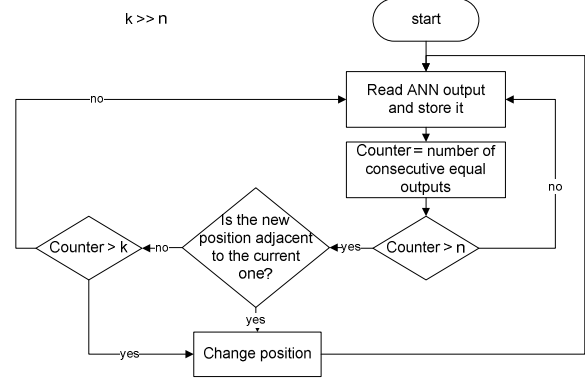 k >> n
start
Read ANN output
and store it
no
Counter = number of
consecutive equal
outputs
no
Is the new
position adjacent
to the current
one?
Counter > k
no
yes
Counter > n
yes
yes
Change position